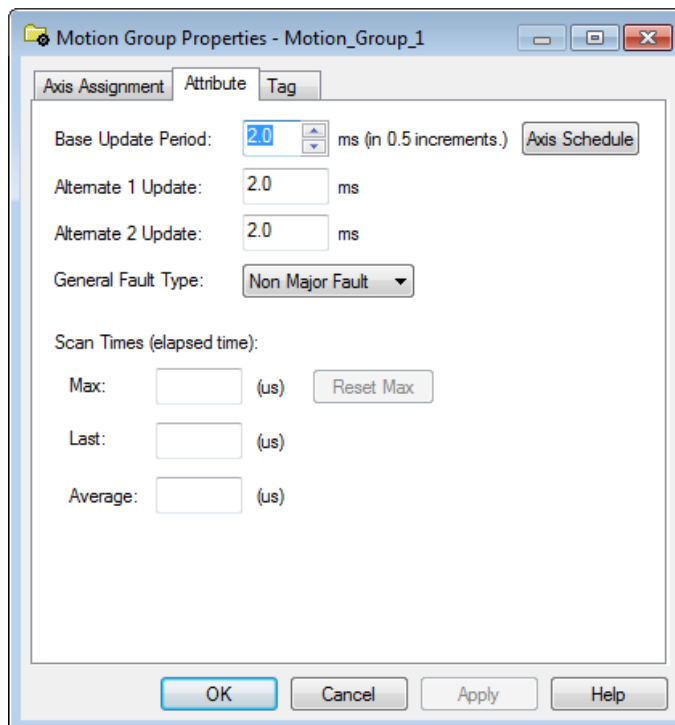 Motion Group Properties - Motion_Group_1
Axis Assignment Attribute Tag
Base Update Period: 2.0 ms (in 0.5 increments.) Axis Schedule
Alternate 1 Update: 2.0 ms
Alternate 2 Update: 2.0 ms
General Fault Type: Non Major Fault
Scan Times (elapsed time):
Max: (us) Reset Max
Last: (us)
Average: (us)
OK Cancel Apply Help